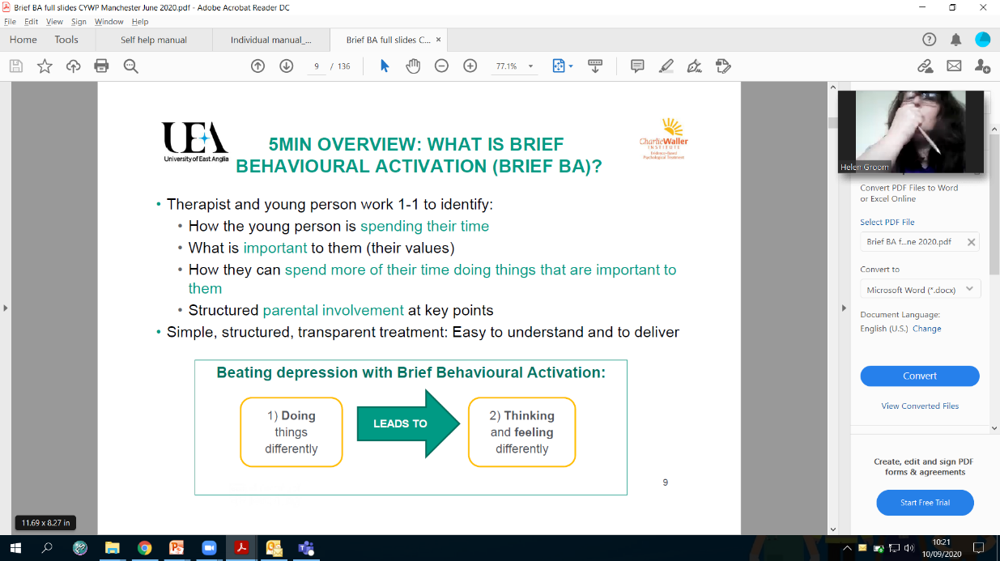 Brief BA full slides CYWP Manchester June 2020.pdf - Adobe Acrobat Reader DC
File Edit View Sign Window Help
Home Tools Self help manual Individual manual_... Brief BA full slides C... ×
9 / 136 77.1%
UEA
University of East Anglia
5MIN OVERVIEW: WHAT IS BRIEF
BEHAVIOURAL ACTIVATION (BRIEF BA)?
CharlieWaller
INSTITUTE
Evidence-Based
Psychological Treatment
• Therapist and young person work 1-1 to identify:
• How the young person is spending their time
• What is important to them (their values)
• How they can spend more of their time doing things that are important to
them
• Structured parental involvement at key points
• Simple, structured, transparent treatment: Easy to understand and to deliver
Beating depression with Brief Behavioural Activation:
1) Doing
things
differently
LEADS TO
2) Thinking
and feeling
differently
9
11.69 x 8.27 in
Helen Groom
Convert PDF Files to Word
or Excel Online
Select PDF File
Brief BA f...ne 2020.pdf
Convert to
Microsoft Word (*.docx)
Document Language:
English (U.S.) Change
Convert
View Converted Files
Create, edit and sign PDF
forms & agreements
Start Free Trial
10:21
10/09/2020